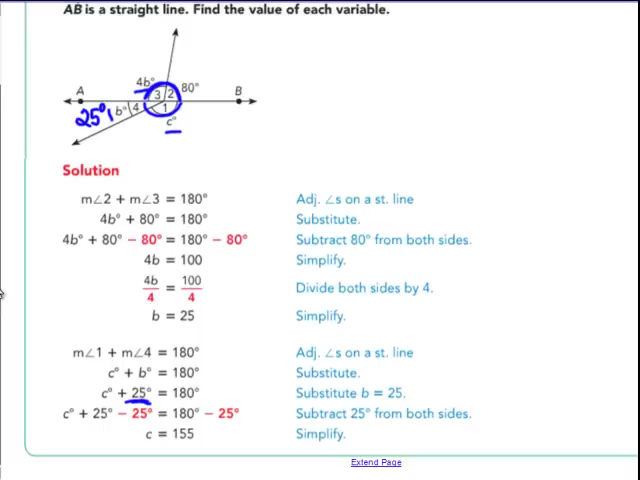 AB is a straight line. Find the value of each variable.
4b°
80°
A
3
2
B
25°
b°
4
1
c°
Solution
m∠2 + m∠3 = 180° Adj. ∠s on a st. line
4b° + 80° = 180° Substitute.
4b° + 80° − 80° = 180° − 80° Subtract 80° from both sides.
4b = 100 Simplify.
4b/4 = 100/4 Divide both sides by 4.
b = 25 Simplify.
m∠1 + m∠4 = 180° Adj. ∠s on a st. line
c° + b° = 180° Substitute.
c° + 25° = 180° Substitute b = 25.
c° + 25° − 25° = 180° − 25° Subtract 25° from both sides.
c = 155 Simplify.
Extend Page